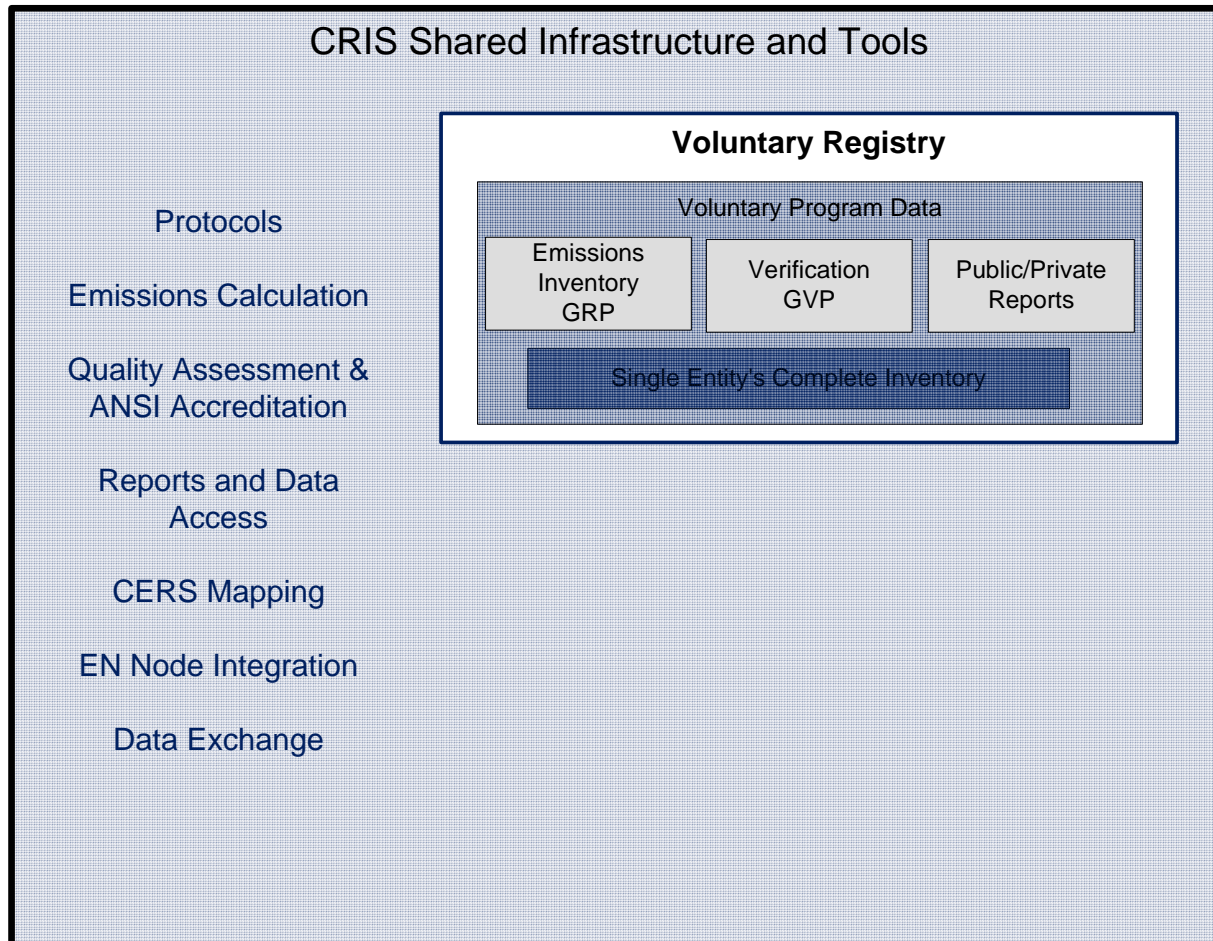 CRIS Shared Infrastructure and Tools
Protocols
Emissions Calculation
Quality Assessment &
ANSI Accreditation
Reports and Data
Access
CERS Mapping
EN Node Integration
Data Exchange
Voluntary Registry
Voluntary Program Data
Emissions
Inventory
GRP
Verification
GVP
Public/Private
Reports
Single Entity's Complete Inventory